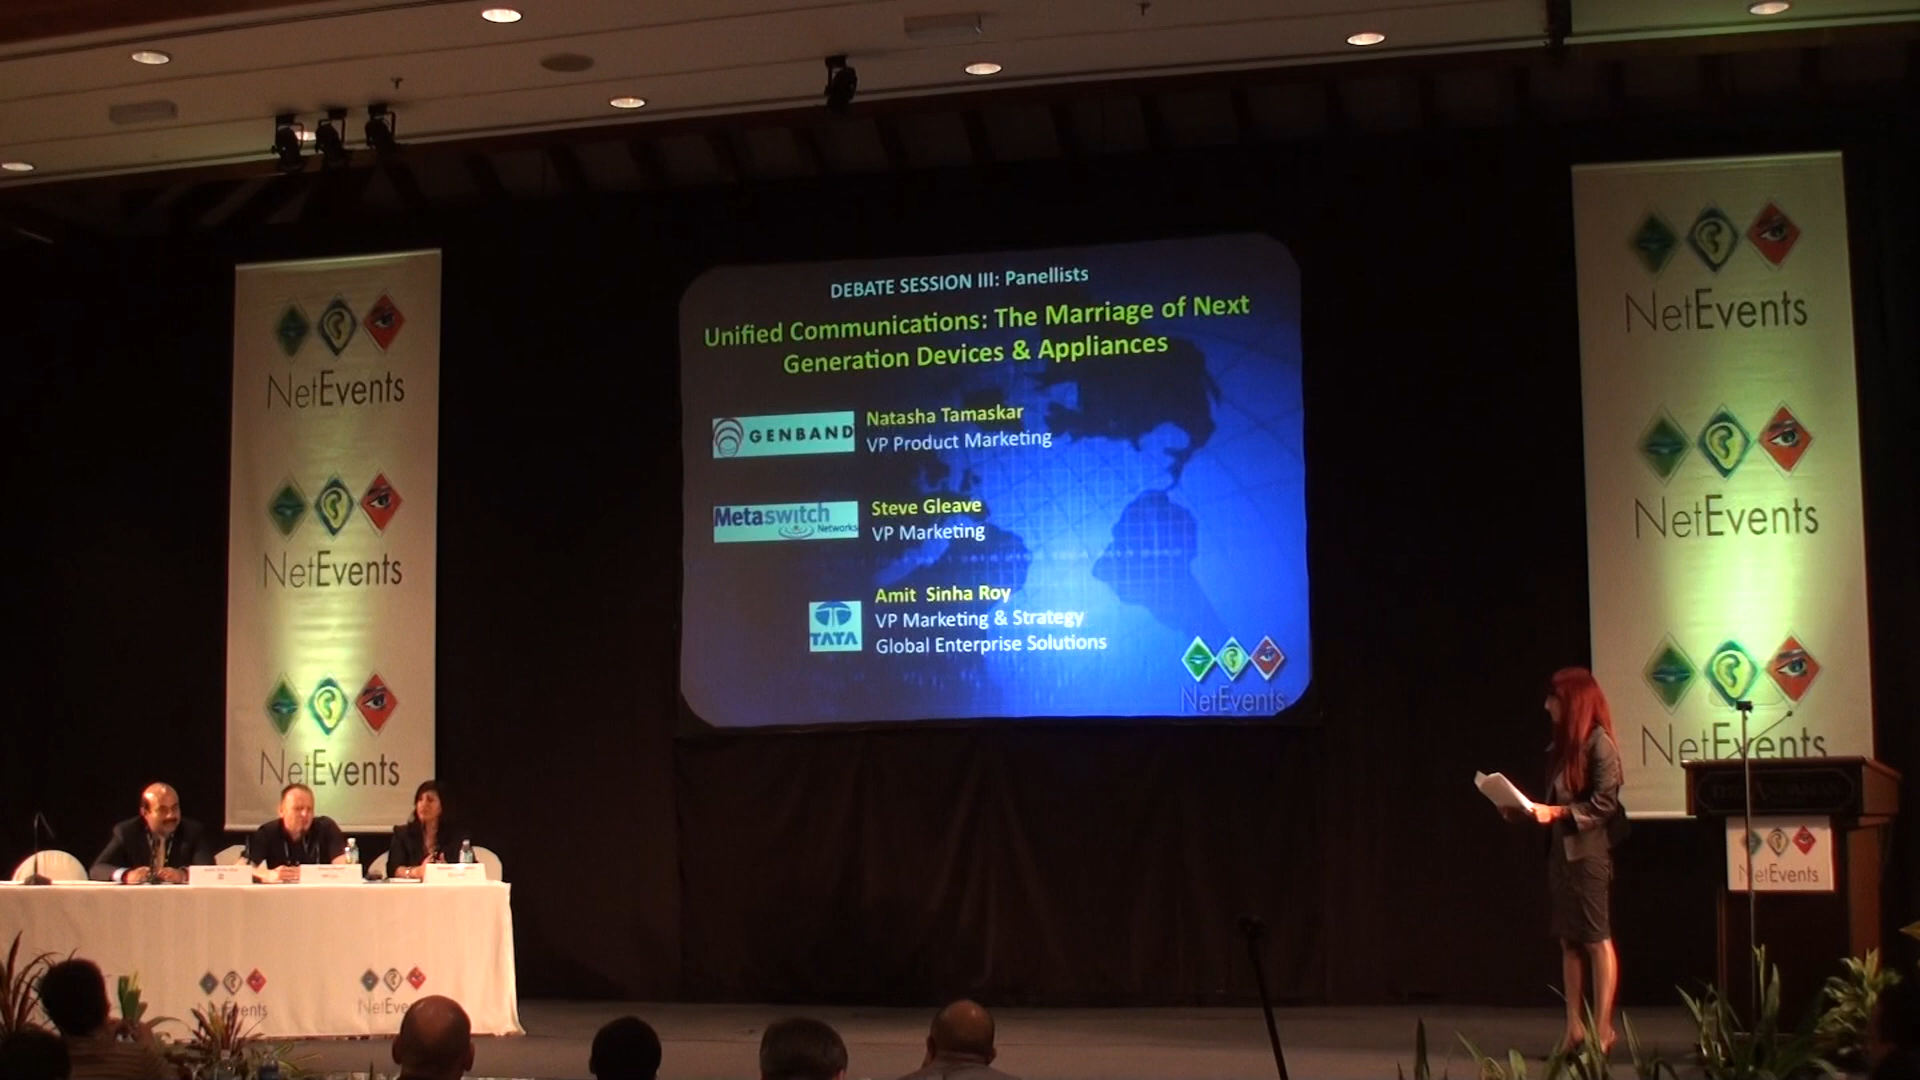 DEBATE SESSION III: Panellists
Unified Communications: The Marriage of Next
Generation Devices & Appliances
GENBAND
Natasha Tamaskar
VP Product Marketing
Metaswitch
Networks
Steve Gleave
VP Marketing
TATA
Amit Sinha Roy
VP Marketing & Strategy
Global Enterprise Solutions
NetEvents
NetEvents
NetEvents
NetEvents
NetEvents
NetEvents
NetEvents
NetEvents
NetEvents
NetEvents